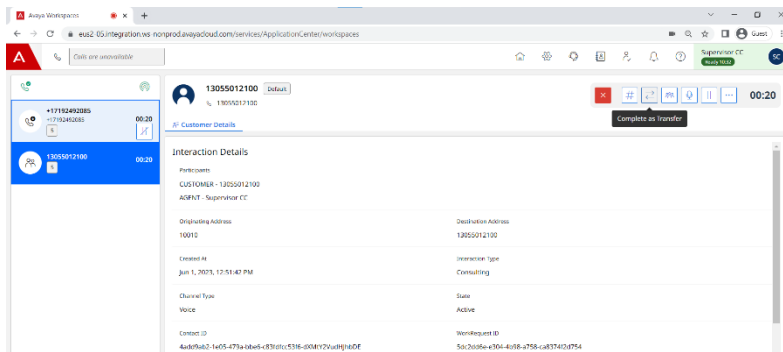 Avaya Workspaces
eus2-05.integration.ws-nonprod.avayacloud.com/services/ApplicationCenter/workspaces
Guest
A
Calls are unavailable
Supervisor CC
Ready 10:32
SC
+17192492085
+17192492085
00:20
13055012100
00:20
13055012100 Default
13055012100
00:20
Complete as Transfer
Customer Details
Interaction Details
Participants
CUSTOMER - 13055012100
AGENT - Supervisor CC
Originating Address
Destination Address
10010
13055012100
Created At
Interaction Type
Jun 1, 2023, 12:51:42 PM
Consulting
Channel Type
State
Voice
Active
Contact ID
WorkRequest ID